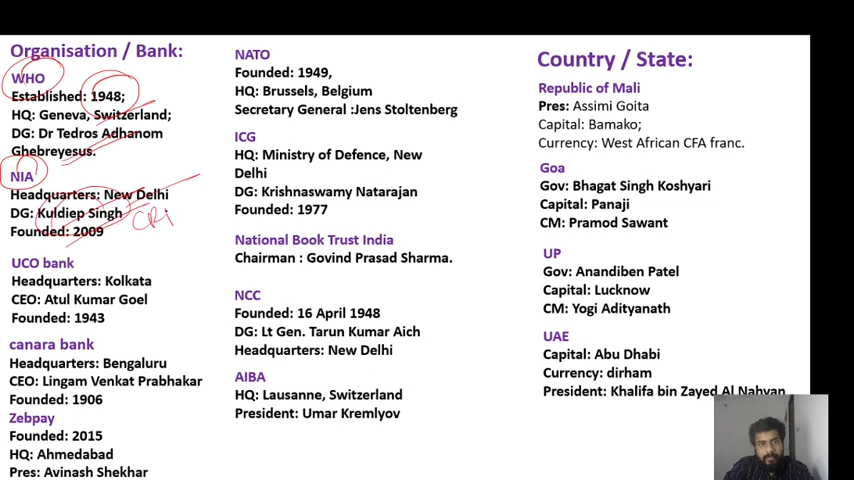 Organisation / Bank:
WHO
Established: 1948;
HQ: Geneva, Switzerland;
DG: Dr Tedros Adhanom
Ghebreyesus.
NIA
Headquarters: New Delhi
DG: Kuldiep Singh
Founded: 2009
UCO bank
Headquarters: Kolkata
CEO: Atul Kumar Goel
Founded: 1943
canara bank
Headquarters: Bengaluru
CEO: Lingam Venkat Prabhakar
Founded: 1906
Zebpay
Founded: 2015
HQ: Ahmedabad
Pres: Avinash Shekhar
NATO
Founded: 1949,
HQ: Brussels, Belgium
Secretary General :Jens Stoltenberg
ICG
HQ: Ministry of Defence, New
Delhi
DG: Krishnaswamy Natarajan
Founded: 1977
National Book Trust India
Chairman : Govind Prasad Sharma.
NCC
Founded: 16 April 1948
DG: Lt Gen. Tarun Kumar Aich
Headquarters: New Delhi
AIBA
HQ: Lausanne, Switzerland
President: Umar Kremlyov
Country / State:
Republic of Mali
Pres: Assimi Goita
Capital: Bamako;
Currency: West African CFA franc.
Goa
Gov: Bhagat Singh Koshyari
Capital: Panaji
CM: Pramod Sawant
UP
Gov: Anandiben Patel
Capital: Lucknow
CM: Yogi Adityanath
UAE
Capital: Abu Dhabi
Currency: dirham
President: Khalifa bin Zayed Al Nahyan